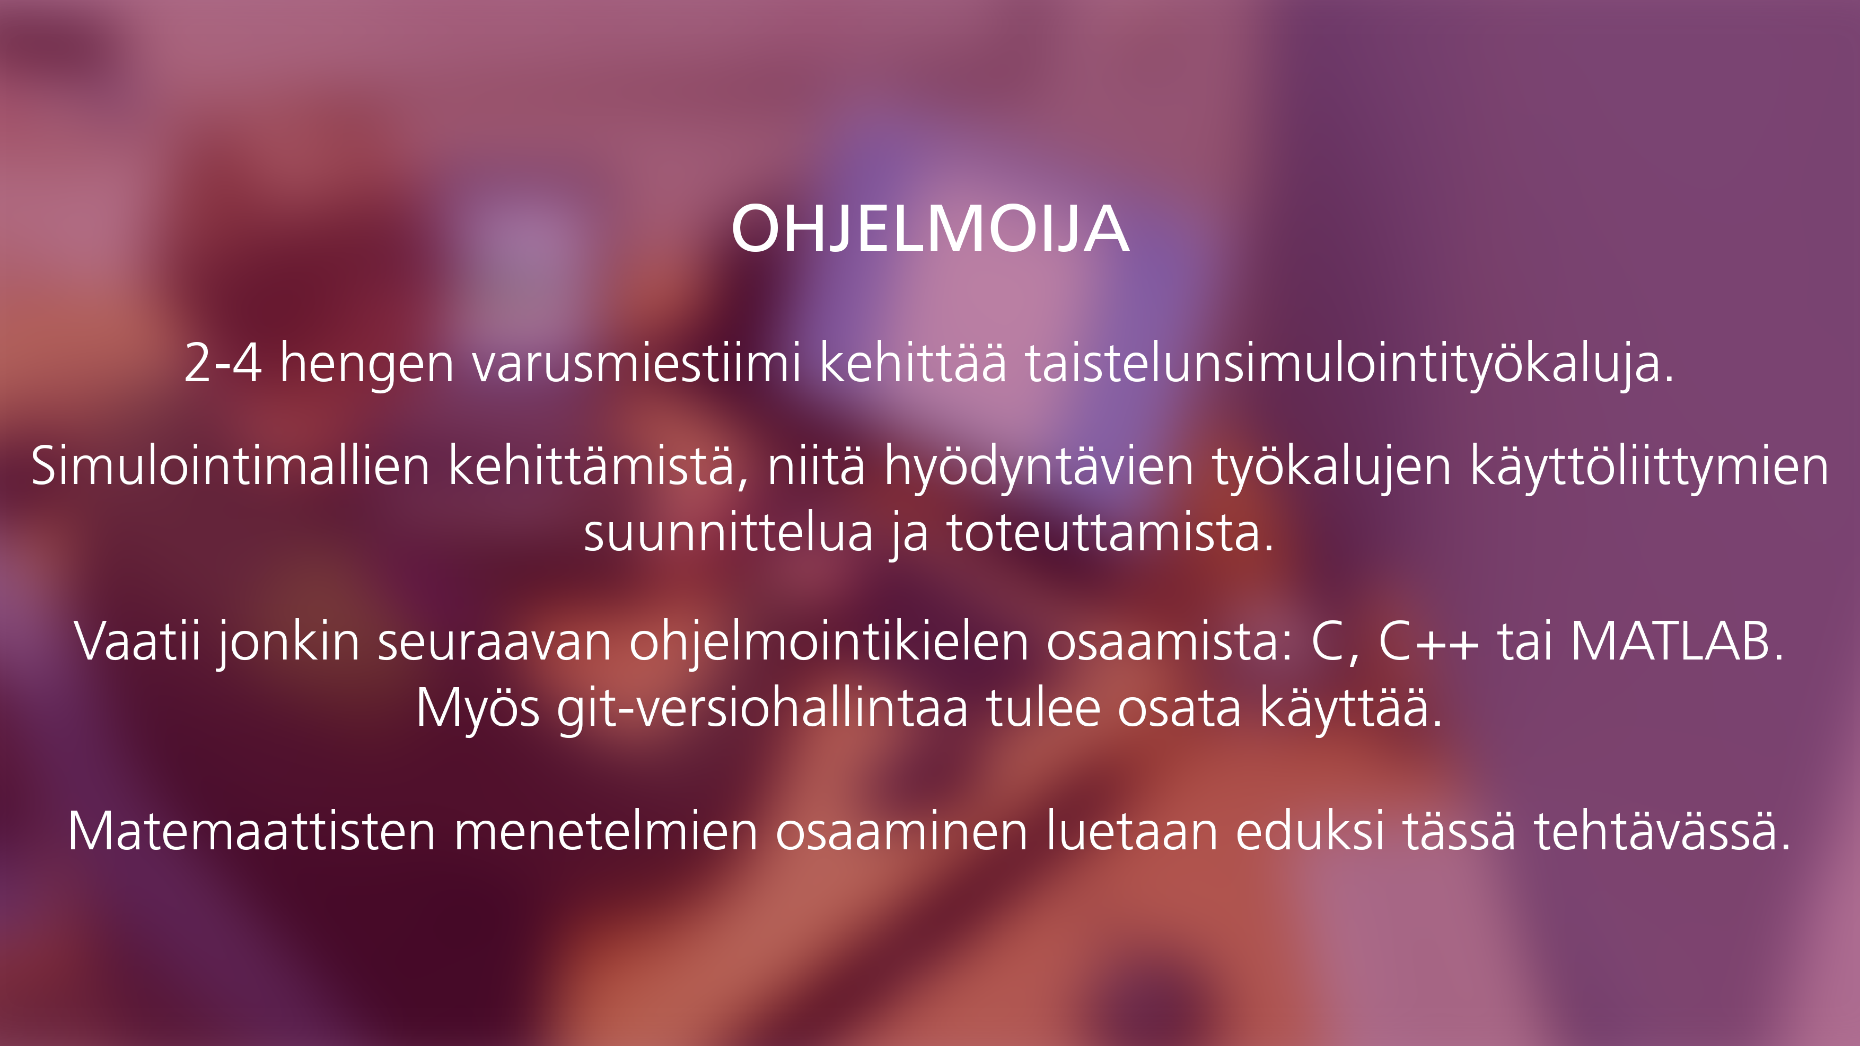 OHJELMOIJA
2-4 hengen varusmiestiimi kehittää taistelunsimulointityökaluja.
Simulointimallien kehittämistä, niitä hyödyntävien työkalujen käyttöliittymien
suunnittelua ja toteuttamista.
Vaatii jonkin seuraavan ohjelmointikielen osaamista: C, C++ tai MATLAB.
Myös git-versiohallintaa tulee osata käyttää.
Matemaattisten menetelmien osaaminen luetaan eduksi tässä tehtävässä.